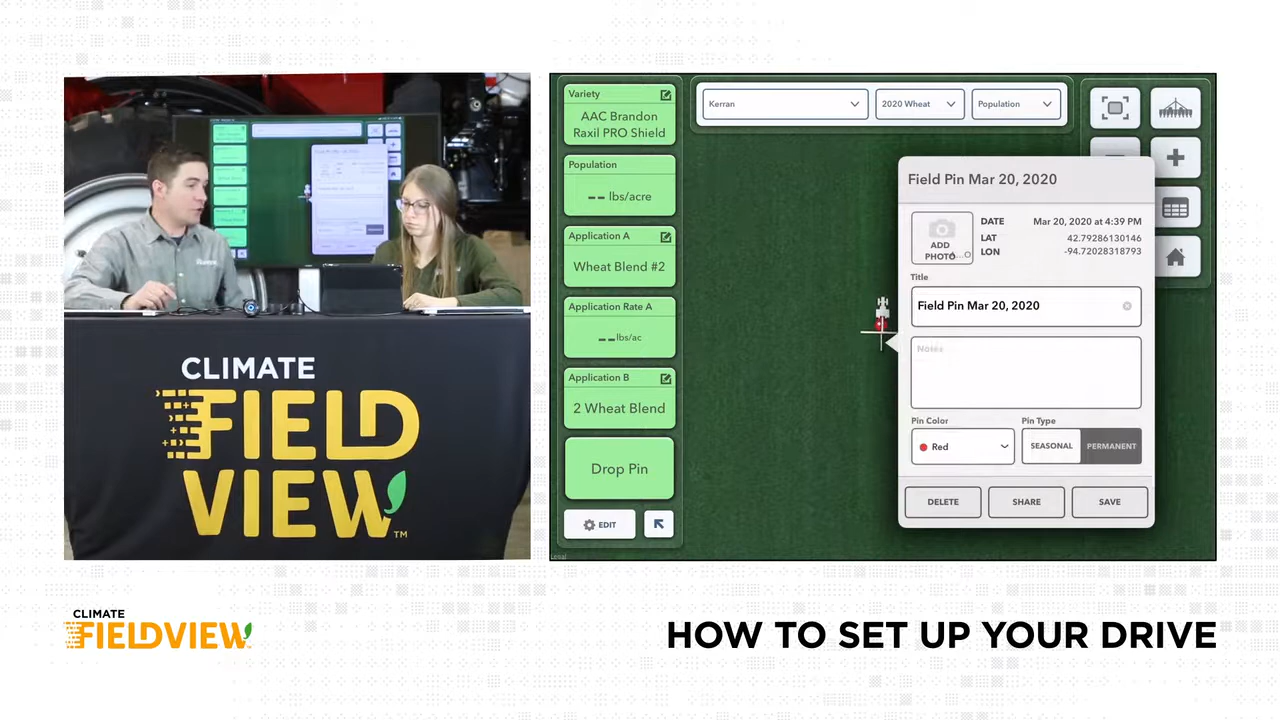 Variety
AAC Brandon
Raxil PRO Shield
Population
-- lbs/acre
Application A
Wheat Blend #2
Application Rate A
-- lbs/ac
Application B
2 Wheat Blend
Drop Pin
EDIT
Legal
Kerran
2020 Wheat
Population
Field Pin Mar 20, 2020
ADD
PHOTO
DATE Mar 20, 2020 at 4:39 PM
LAT 42.79286130146
LON -94.72028318793
Title
Field Pin Mar 20, 2020
Notes
Pin Color
Red
Pin Type
SEASONAL
PERMANENT
DELETE
SHARE
SAVE
CLIMATE
FIELD
VIEW
TM
CLIMATE
FIELDVIEW
HOW TO SET UP YOUR DRIVE